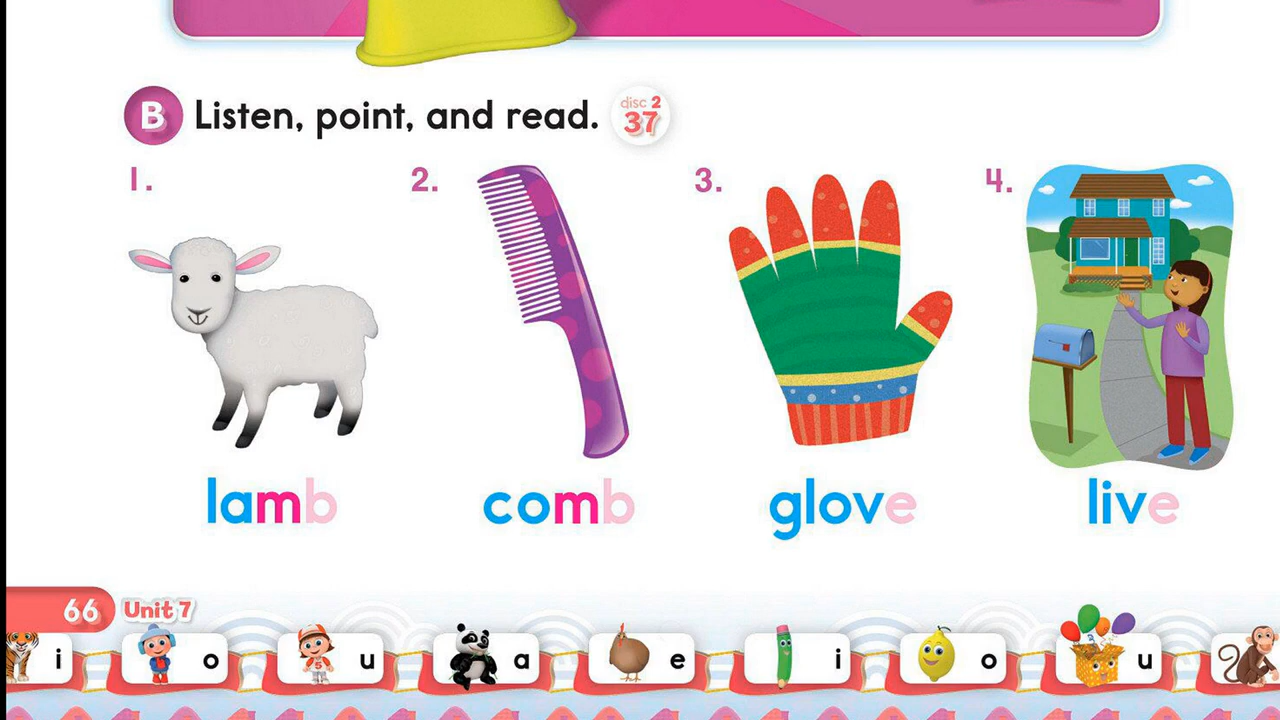 B Listen, point, and read. disc 2 37
1. 2. 3. 4.
lamb comb glove live
66 Unit 7
i o u a e i o u